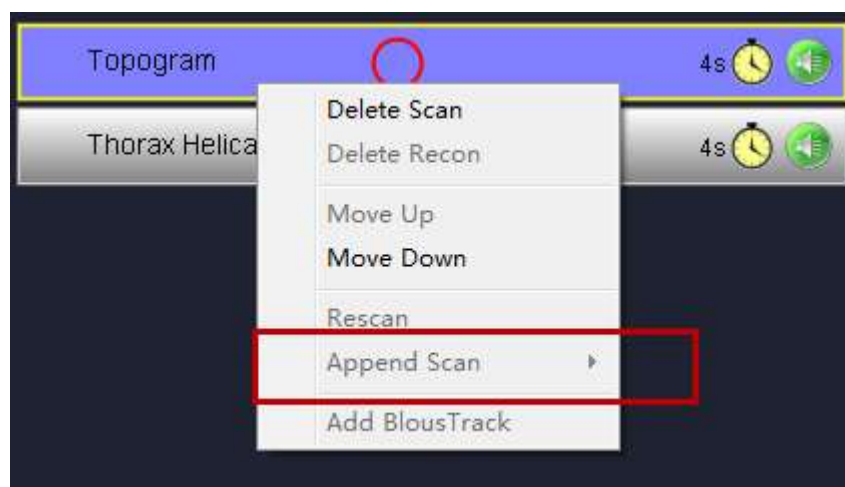 Topogram 4s
Delete Scan
Thorax Helica 4s
Delete Recon
Move Up
Move Down
Rescan
Append Scan
Add BlousTrack